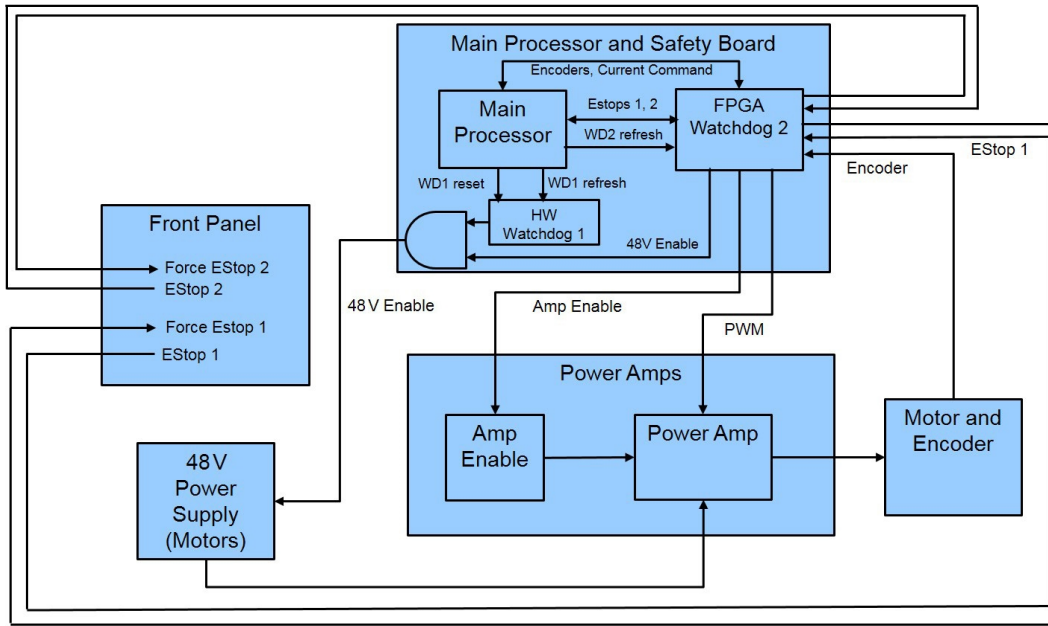 Main Processor and Safety Board
Encoders, Current Command
Main
Processor
Estops 1, 2
WD2 refresh
FPGA
Watchdog 2
EStop 1
Encoder
WD1 reset
WD1 refresh
HW
Watchdog 1
48V Enable
Front Panel
Force EStop 2
EStop 2
Force Estop 1
EStop 1
48V Enable
Amp Enable
PWM
Power Amps
Amp
Enable
Power Amp
Motor and
Encoder
48V
Power
Supply
(Motors)